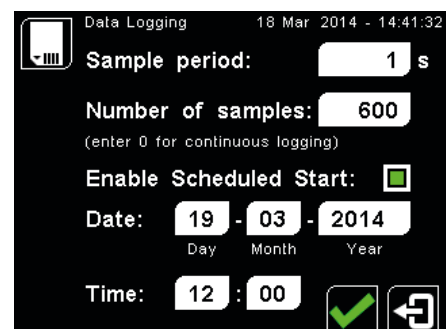 Data Logging 18 Mar 2014 - 14:41:32
Sample period: 1 s
Number of samples: 600
(enter 0 for continuous logging)
Enable Scheduled Start:
Date: 19 - 03 - 2014
Day Month Year
Time: 12 : 00